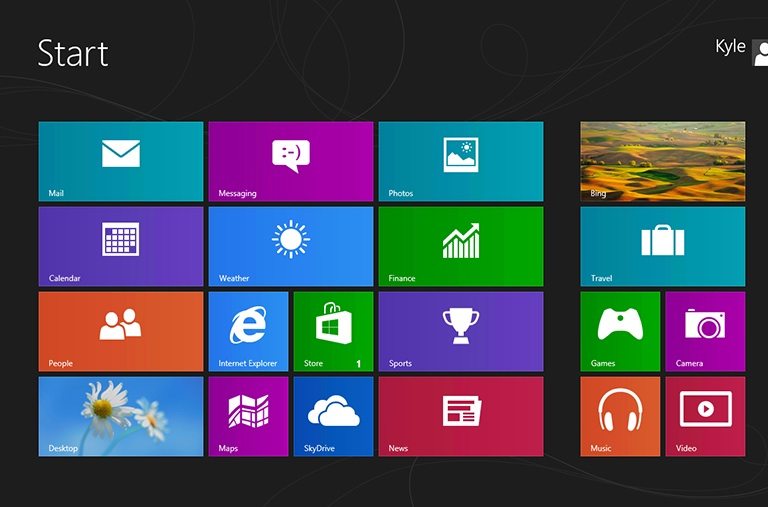 Start
Kyle
Mail
Messaging
Photos
Bing
Calendar
Weather
Finance
Travel
People
Internet Explorer
Store
1
Sports
Games
Camera
Desktop
Maps
SkyDrive
News
Music
Video